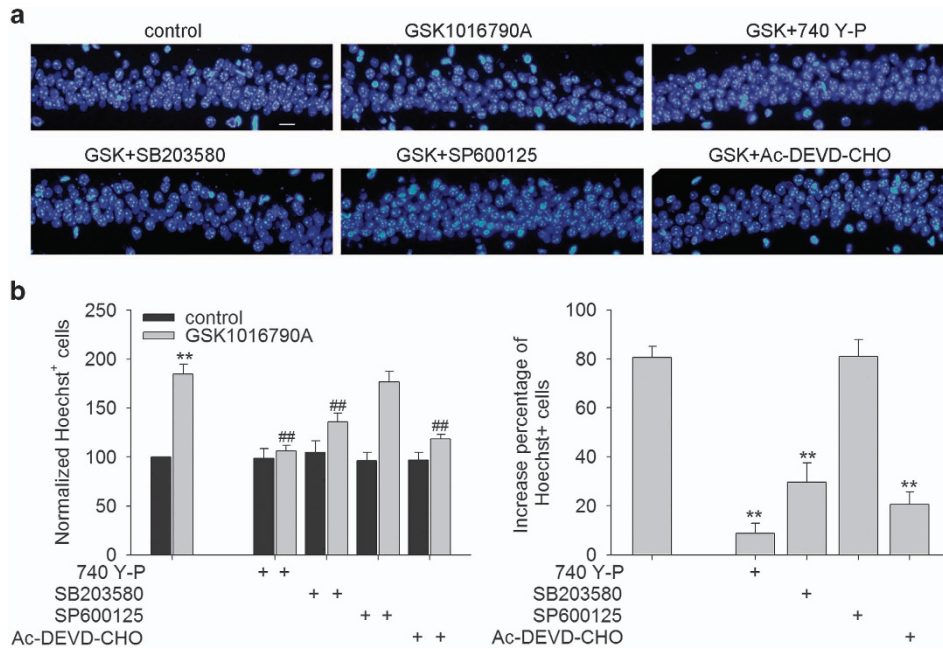 a
control GSK1016790A GSK+740 Y-P
GSK+SB203580 GSK+SP600125 GSK+Ac-DEVD-CHO
b
Normalized Hoechst+ cells
250
200
150
100
50
0
control
GSK1016790A
**
##
##
##
740 Y-P + +
SB203580 + +
SP600125 + +
Ac-DEVD-CHO + +
Increase percentage of
Hoechst+ cells
100
80
60
40
20
0
**
**
**
740 Y-P +
SB203580 +
SP600125 +
Ac-DEVD-CHO +